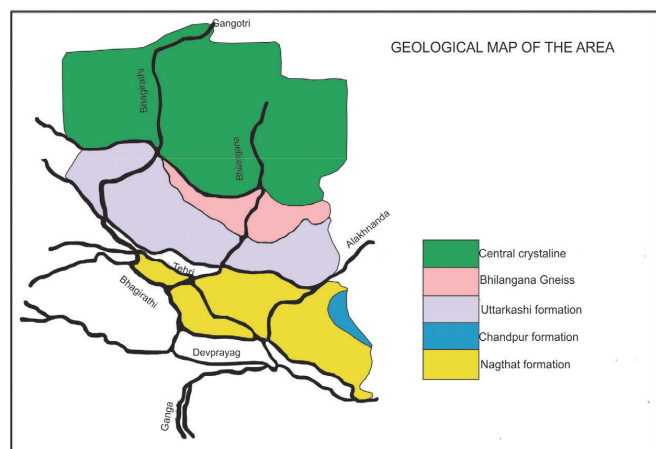 Gangotri
GEOLOGICAL MAP OF THE AREA
Bhagirathi
Bhilangana
Alakhnanda
Central crystaline
Tehri
Bhilangana Gneiss
Bhagirathi
Uttarkashi formation
Chandpur formation
Devprayag
Nagthat formation
Ganga